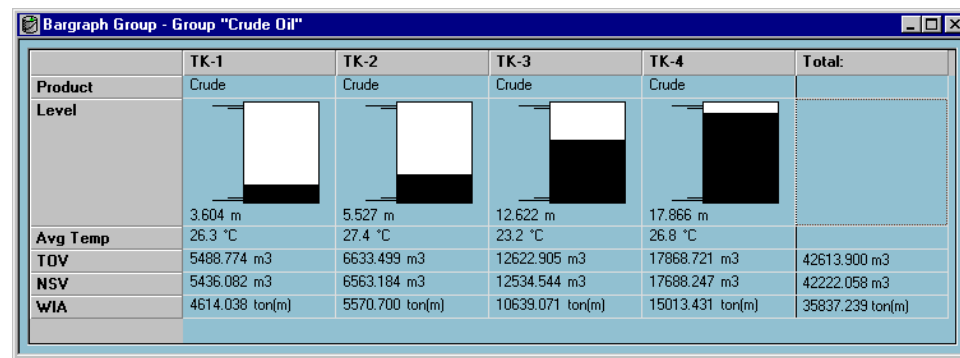 Bargraph Group - Group "Crude Oil"
TK-1 TK-2 TK-3 TK-4 Total:
Product Crude Crude Crude Crude
Level
3.604 m 5.527 m 12.622 m 17.866 m
Avg Temp 26.3 °C 27.4 °C 23.2 °C 26.8 °C
TOV 5488.774 m3 6633.499 m3 12622.905 m3 17868.721 m3 42613.900 m3
NSV 5436.082 m3 6563.184 m3 12534.544 m3 17688.247 m3 42222.058 m3
WIA 4614.038 ton(m) 5570.700 ton(m) 10639.071 ton(m) 15013.431 ton(m) 35837.239 ton(m)